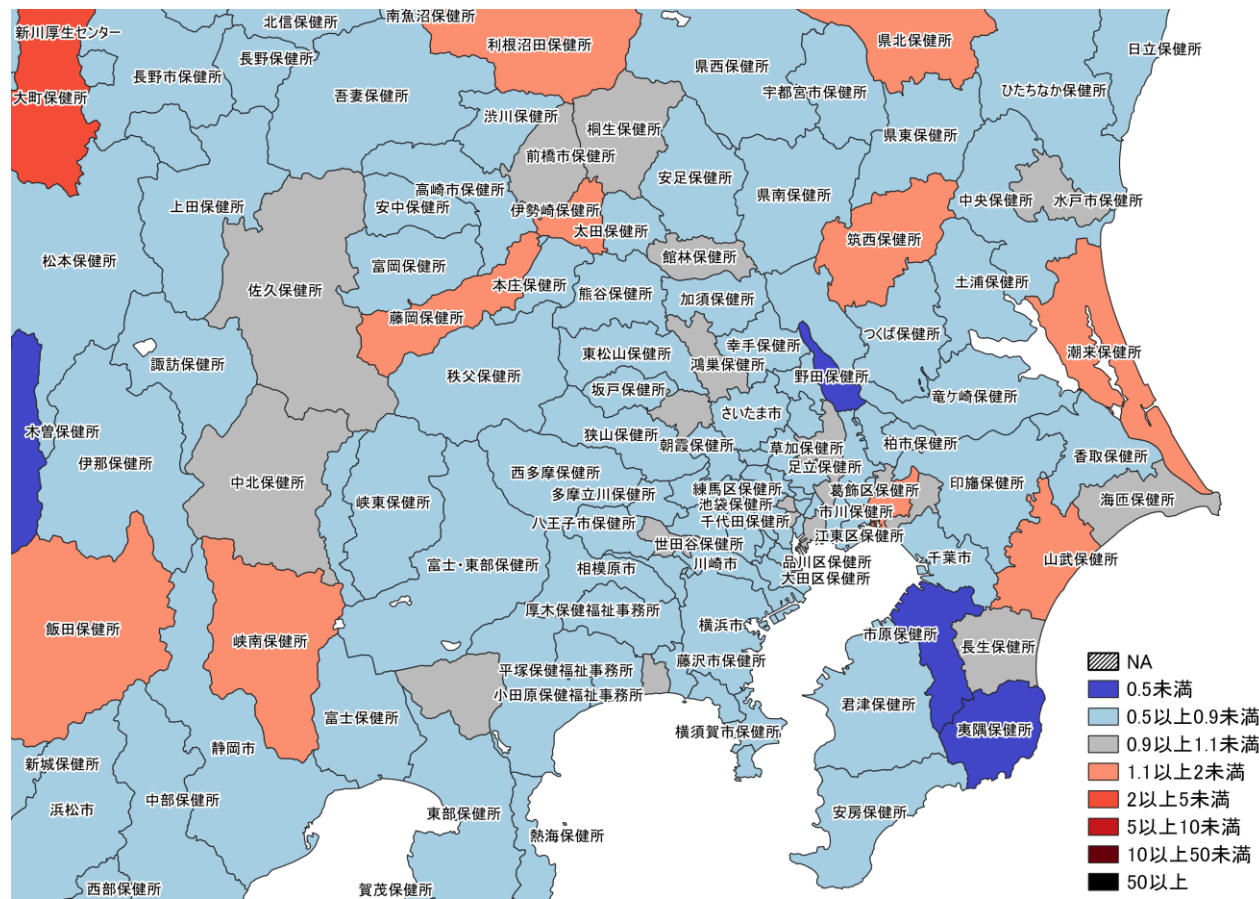 北信保健所
南魚沼保健所
新川厚生センター
長野保健所
利根沼田保健所
県北保健所
日立保健所
長野市保健所
県西保健所
大町保健所
吾妻保健所
宇都宮市保健所
ひたちなか保健所
渋川保健所
桐生保健所
県東保健所
前橋市保健所
安足保健所
県南保健所
高崎市保健所
上田保健所
安中保健所
伊勢崎保健所
中央保健所
水戸市保健所
太田保健所
筑西保健所
松本保健所
富岡保健所
館林保健所
佐久保健所
本庄保健所
熊谷保健所
加須保健所
土浦保健所
藤岡保健所
つくば保健所
幸手保健所
潮来保健所
東松山保健所
鴻巣保健所
諏訪保健所
秩父保健所
野田保健所
坂戸保健所
竜ケ崎保健所
さいたま市
木曽保健所
狭山保健所
朝霞保健所
草加保健所
柏市保健所
伊那保健所
香取保健所
西多摩保健所
足立保健所
中北保健所
印旛保健所
多摩立川保健所
練馬区保健所
葛飾区保健所
海匝保健所
峡東保健所
池袋保健所
市川保健所
八王子市保健所
千代田保健所
江東区保健所
世田谷保健所
千葉市
山武保健所
富士・東部保健所
相模原市
川崎市
品川区保健所
大田区保健所
厚木保健福祉事務所
飯田保健所
横浜市
峡南保健所
市原保健所
長生保健所
藤沢市保健所
平塚保健福祉事務所
小田原保健福祉事務所
君津保健所
富士保健所
夷隅保健所
静岡市
横須賀市保健所
新城保健所
中部保健所
浜松市
東部保健所
安房保健所
熱海保健所
西部保健所
賀茂保健所
NA
0.5未満
0.5以上0.9未満
0.9以上1.1未満
1.1以上2未満
2以上5未満
5以上10未満
10以上50未満
50以上